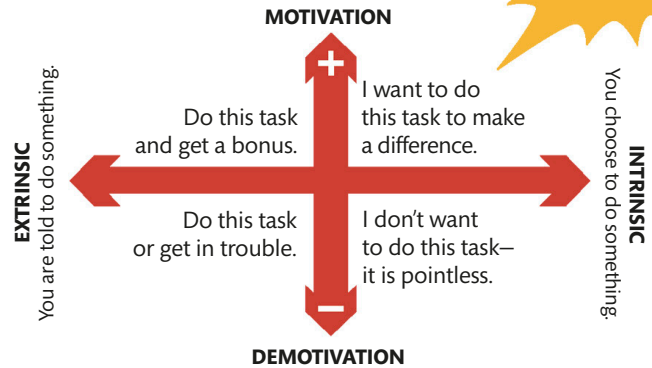 MOTIVATION
+
EXTRINSIC
You are told to do something.
Do this task
and get a bonus.
I want to do
this task to make
a difference.
Do this task
or get in trouble.
I don't want
to do this task—
it is pointless.
INTRINSIC
You choose to do something.
−
DEMOTIVATION